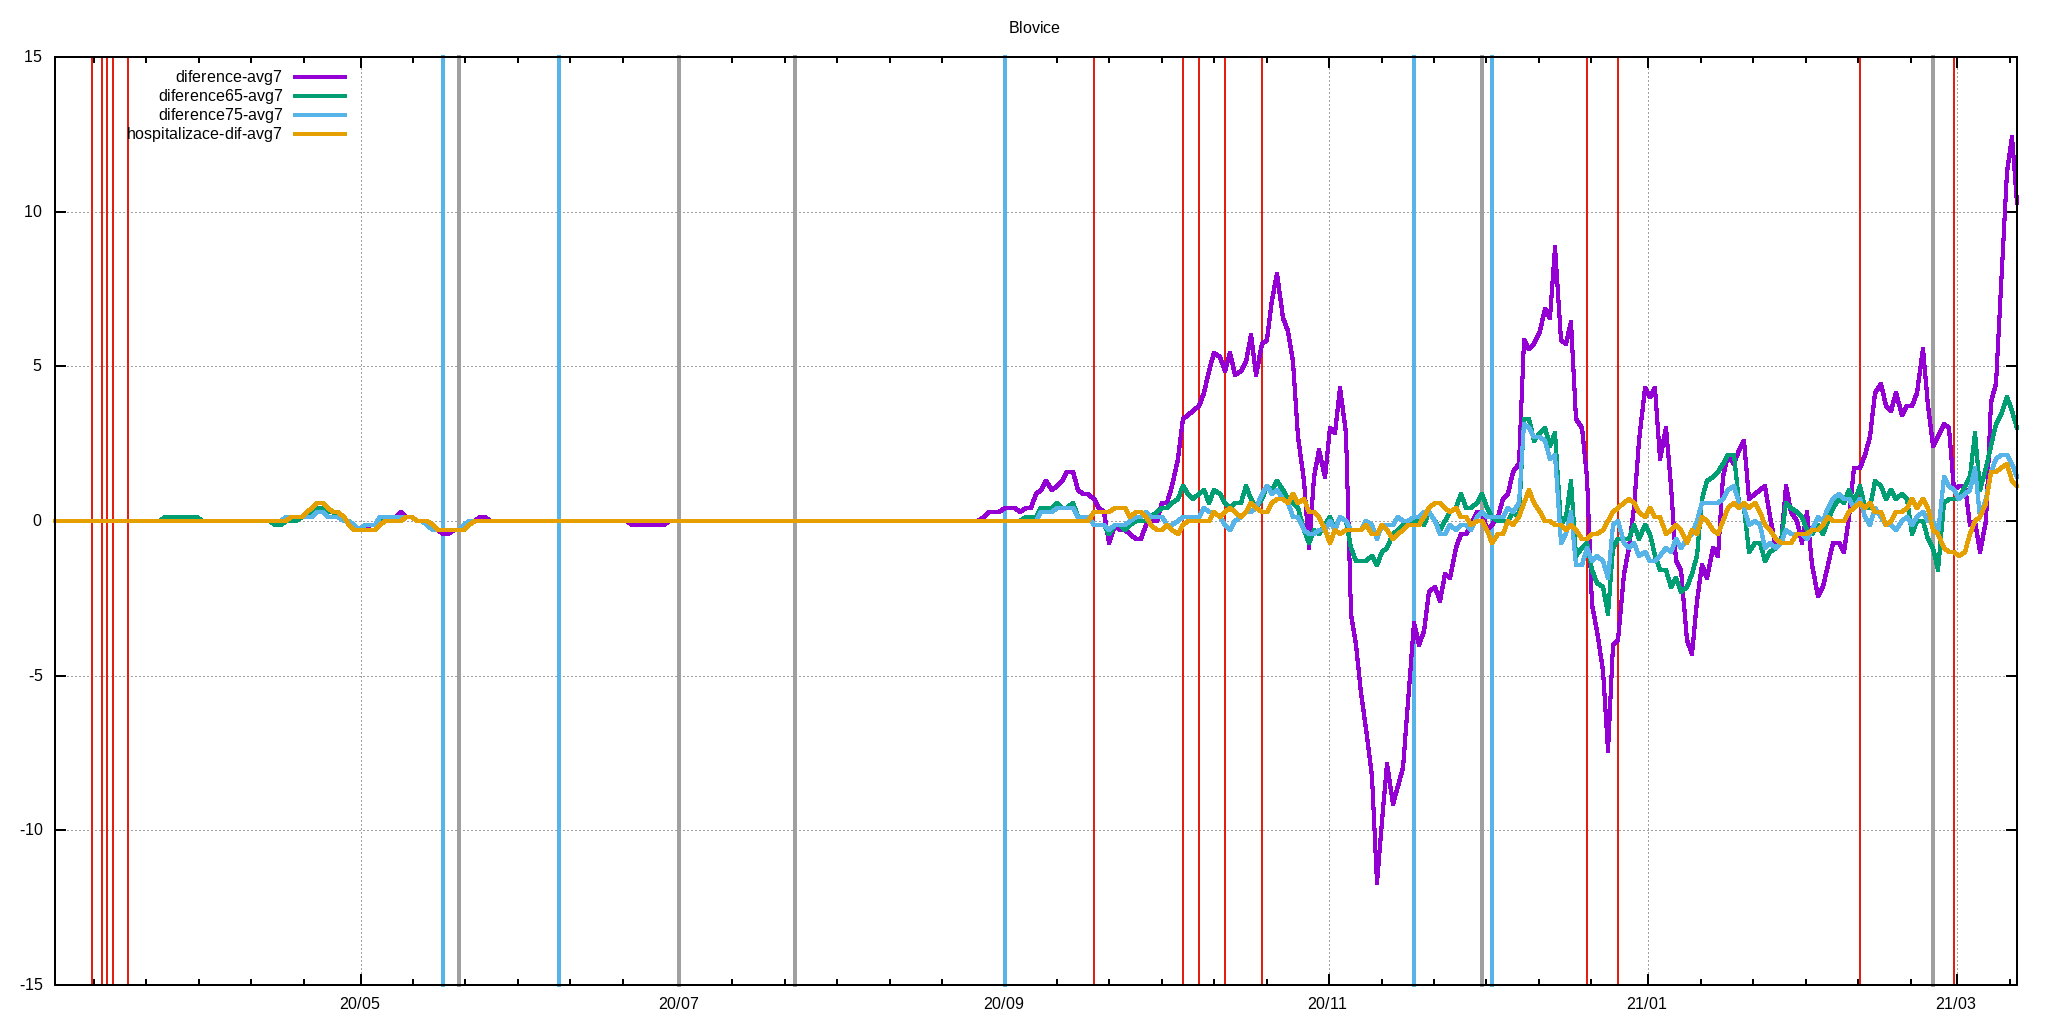 Blovice
15
10
5
0
-5
-10
-15
diference-avg7
diference65-avg7
diference75-avg7
hospitalizace-dif-avg7
20/05
20/07
20/09
20/11
21/01
21/03